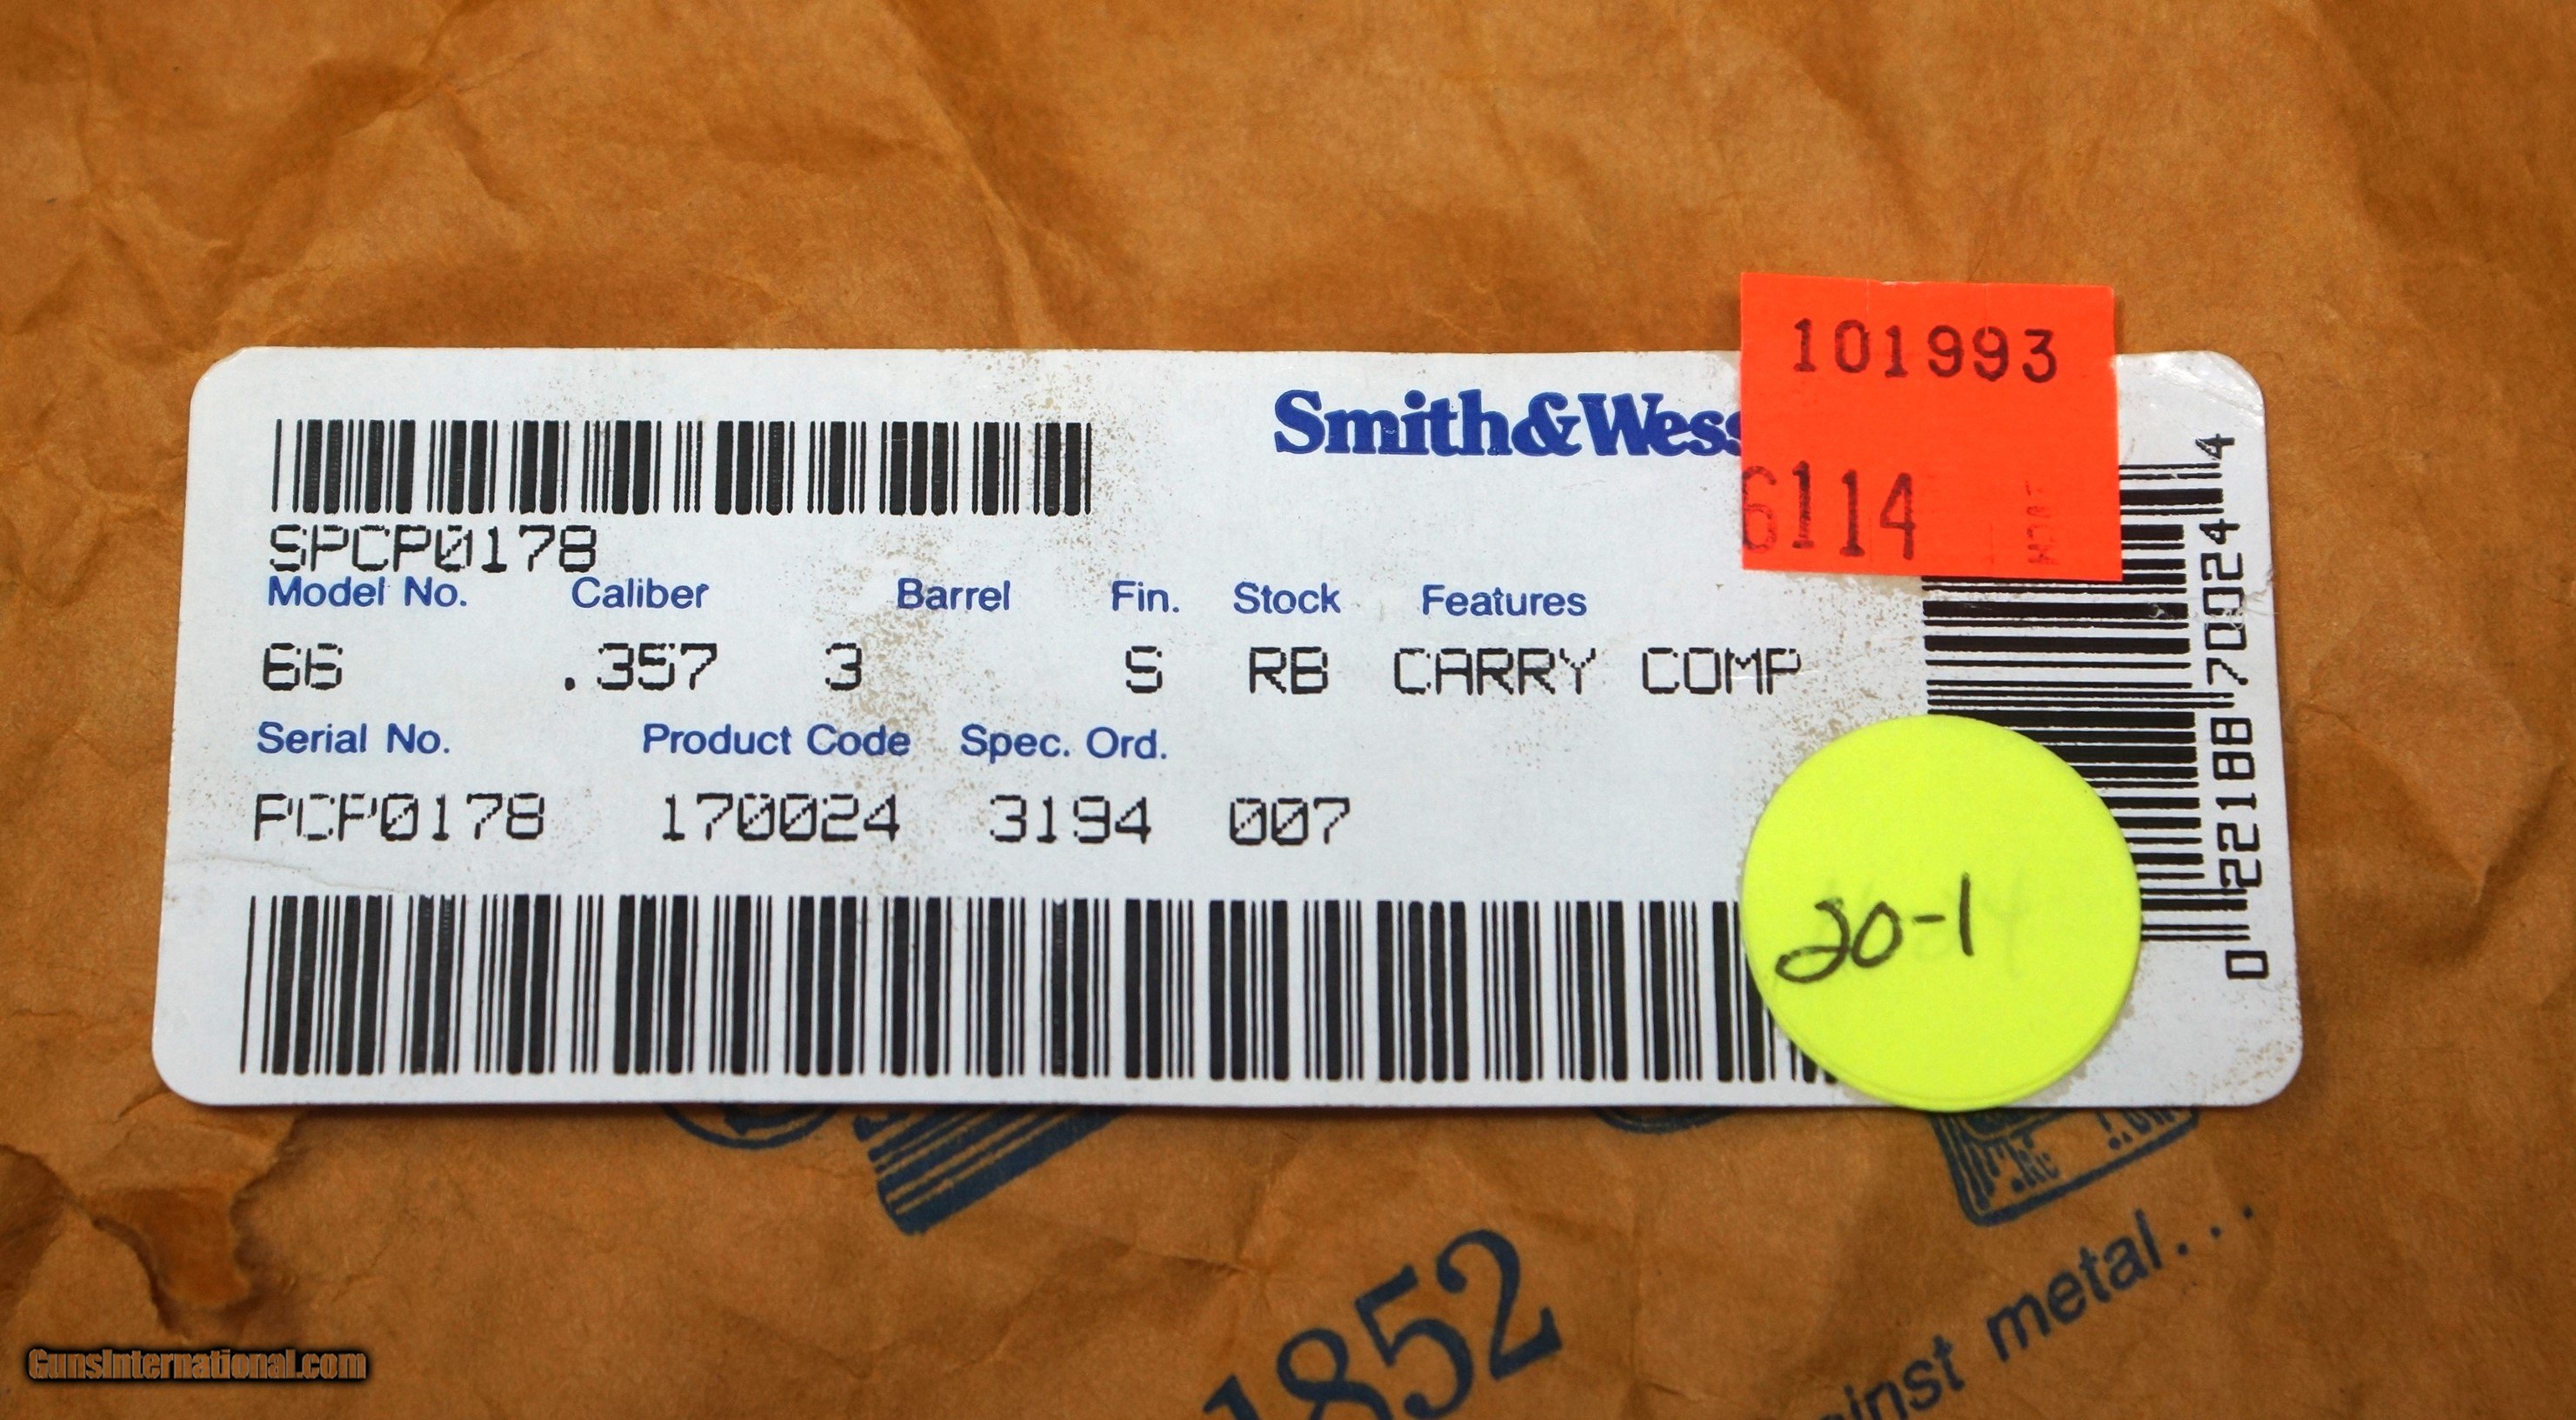 101993
6114
Smith&Wess
SPCP0178
Model No. Caliber Barrel Fin. Stock Features
66 .357 3 S RB CARRY COMP
Serial No. Product Code Spec. Ord.
PCP0178 170024 3194 007
0 22188 70024 4
20-1
1852
inst metal...
GunsInternational.com